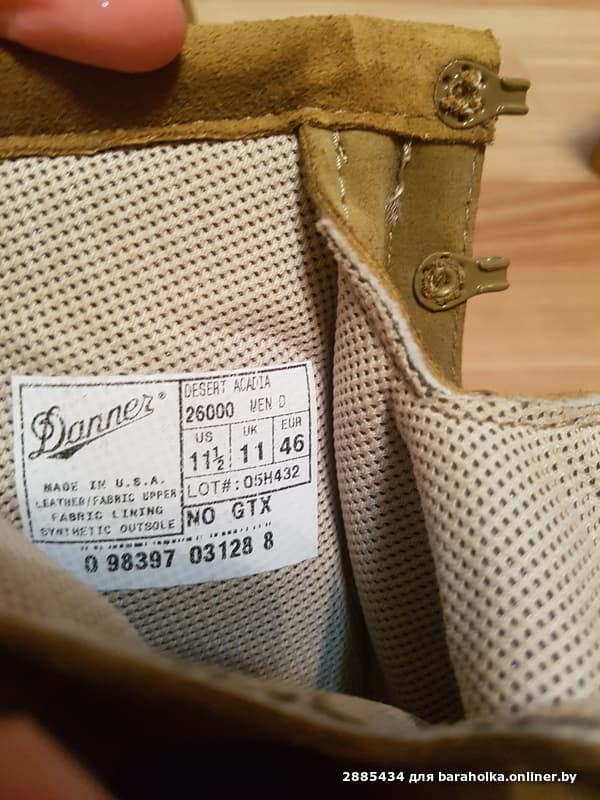 Danner®
MADE IN U.S.A.
LEATHER/FABRIC UPPER
FABRIC LINING
SYNTHETIC OUTSOLE
DESERT ACADIA
26000 MEN D
US UK EUR
11½ 11 46
LOT#: 05H432
NO GTX
0 98397 03128 8
2885434 для baraholka.onliner.by